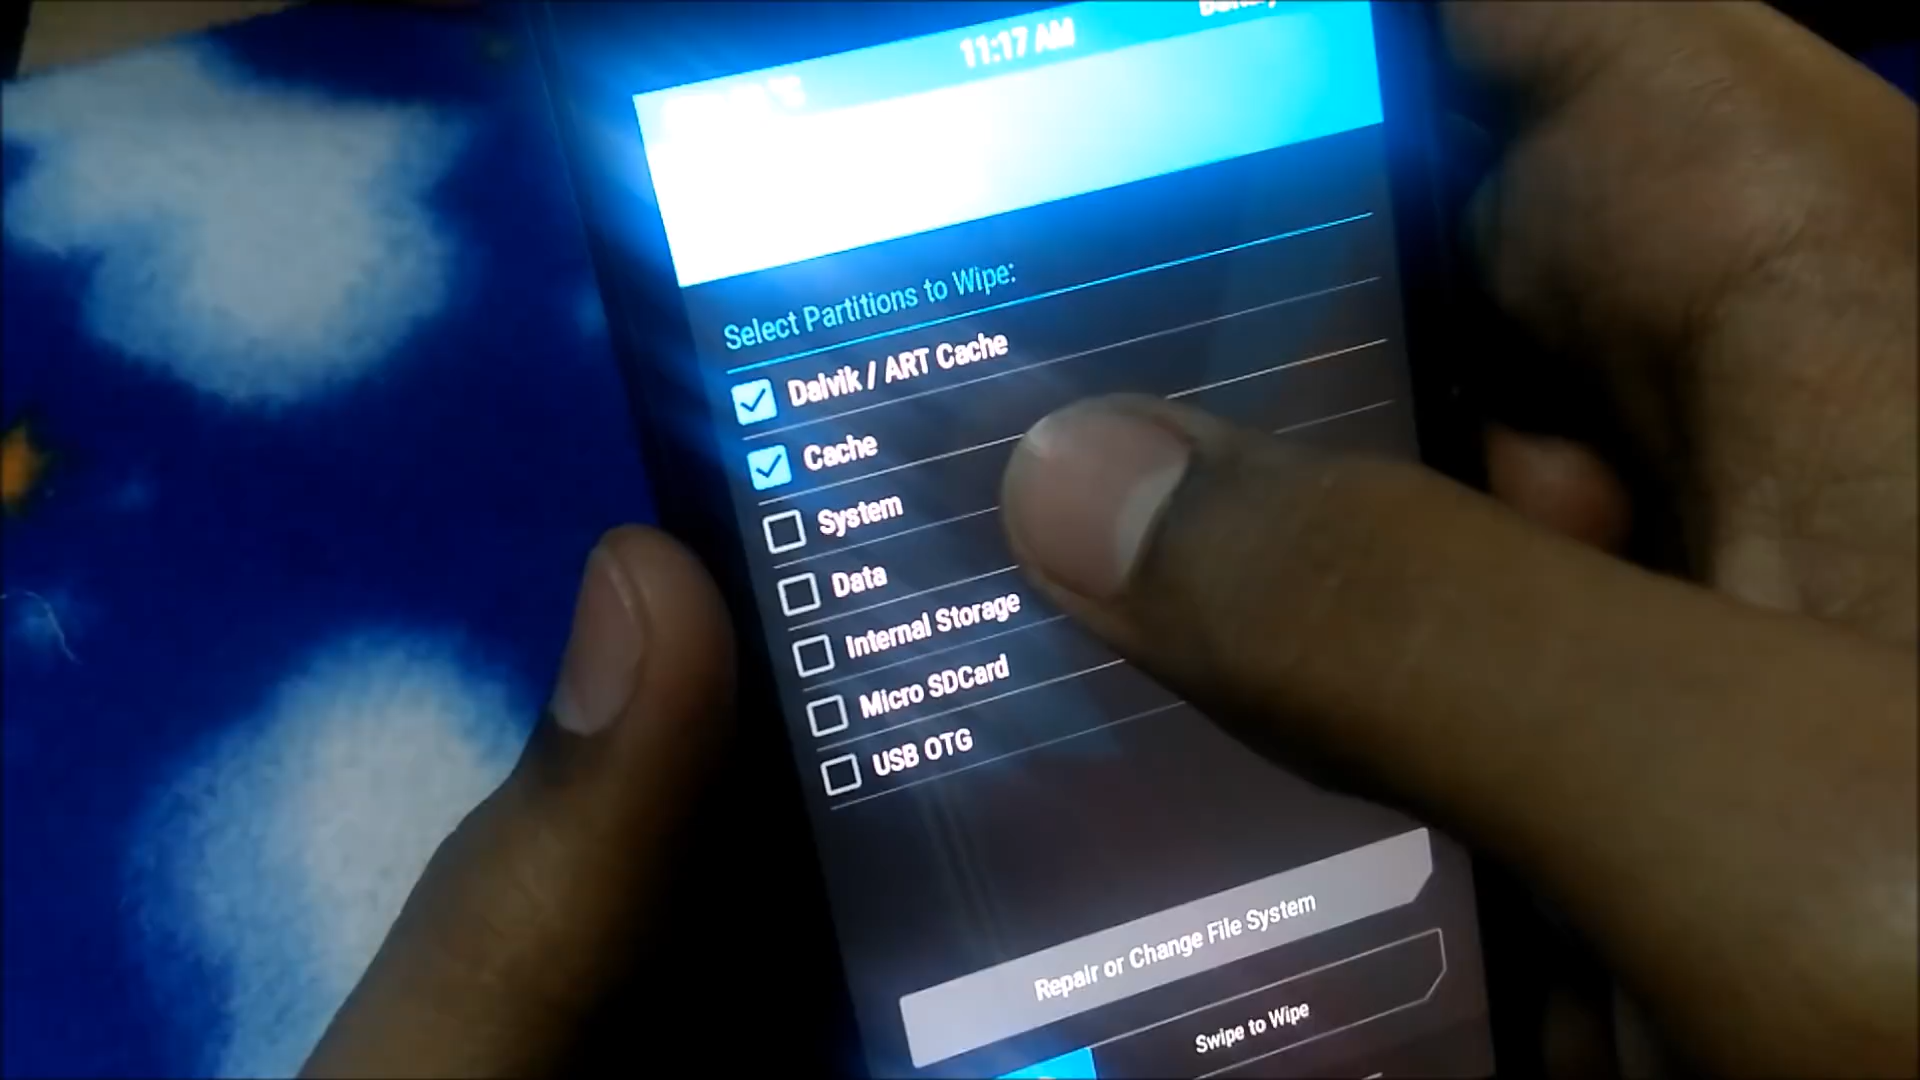 11:17 AM
Select Partitions to Wipe:
Dalvik / ART Cache
Cache
System
Data
Internal Storage
Micro SDCard
USB OTG
Repair or Change File System
Swipe to Wipe